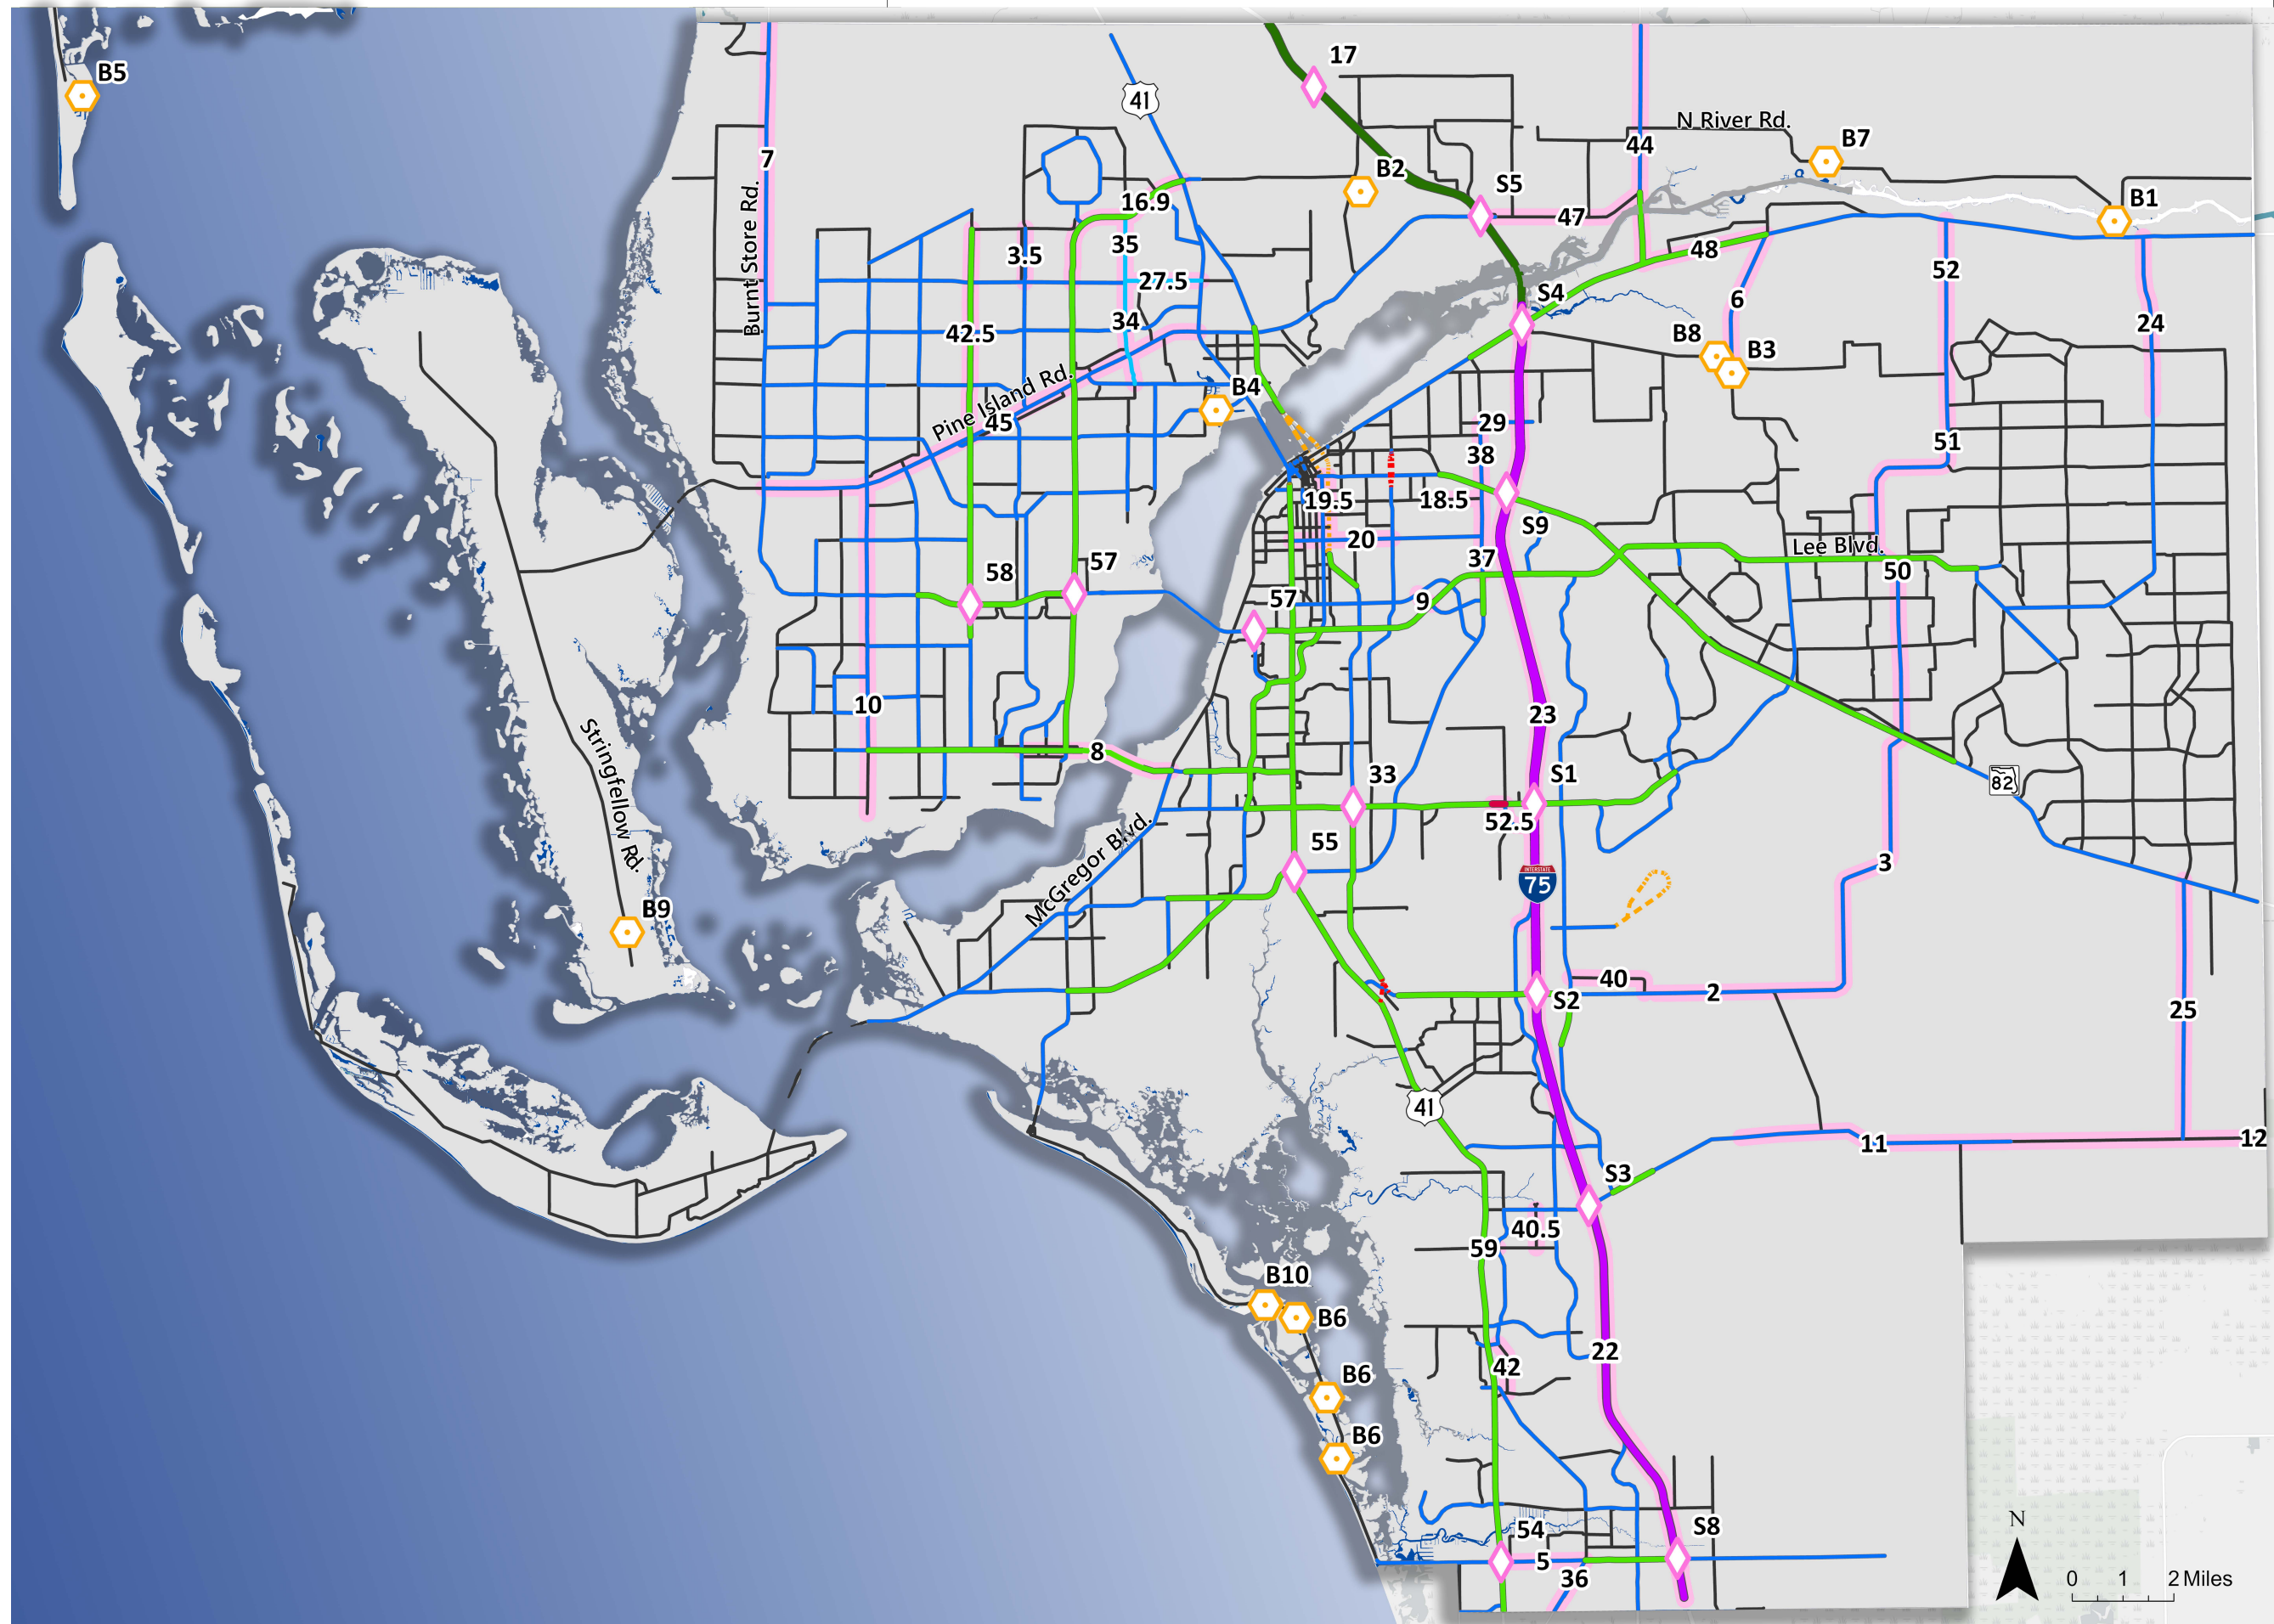 17
B5
41
N River Rd.
B7
44
7
B2
S5
B1
16.9
47
Burnt Store Rd.
35
3.5
48
52
27.5
S4
6
34
24
42.5
B8
B3
Pine Island Rd.
B4
45
29
51
38
19.5
18.5
S9
20
Lee Blvd.
37
57
58
50
57
9
10
23
Stringfellow Rd.
8
33
S1
82
52.5
McGregor Blvd.
55
3
INTERSTATE
75
B9
40
2
S2
25
41
12
11
S3
40.5
59
B10
B6
22
42
B6
B6
N
S8
54
5
36
0 1 2 Miles